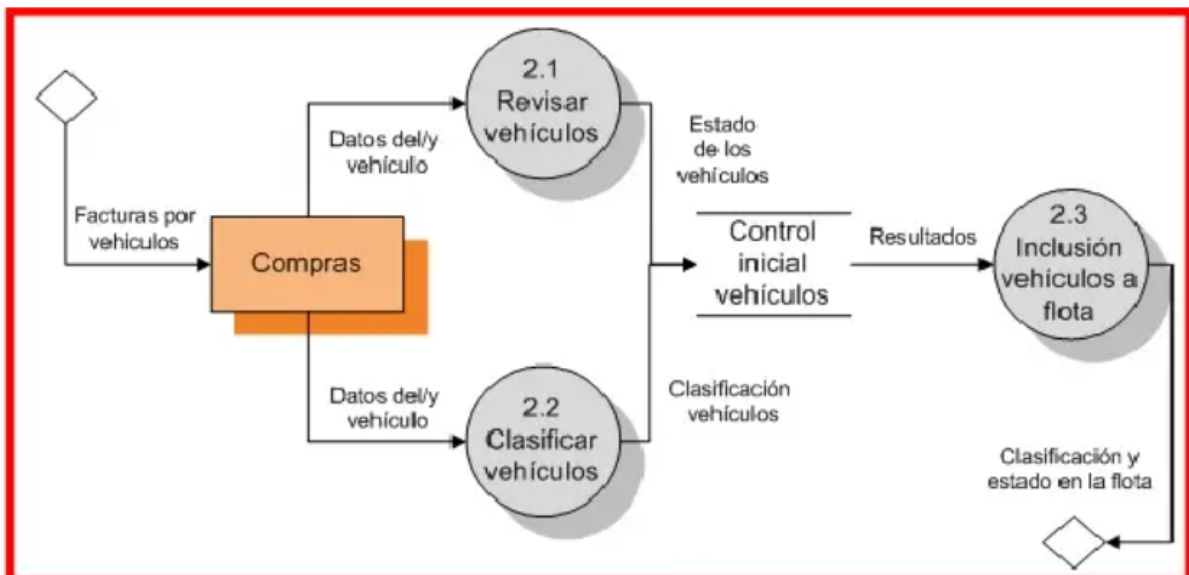 2.1
Revisar
vehículos
Datos del/y
vehículo
Estado
de los
vehículos
Facturas por
vehiculos
Compras
Control
inicial
vehículos
Resultados
2.3
Inclusión
vehículos a
flota
Datos del/y
vehículo
2.2
Clasificar
vehículos
Clasificación
vehículos
Clasificación y
estado en la flota